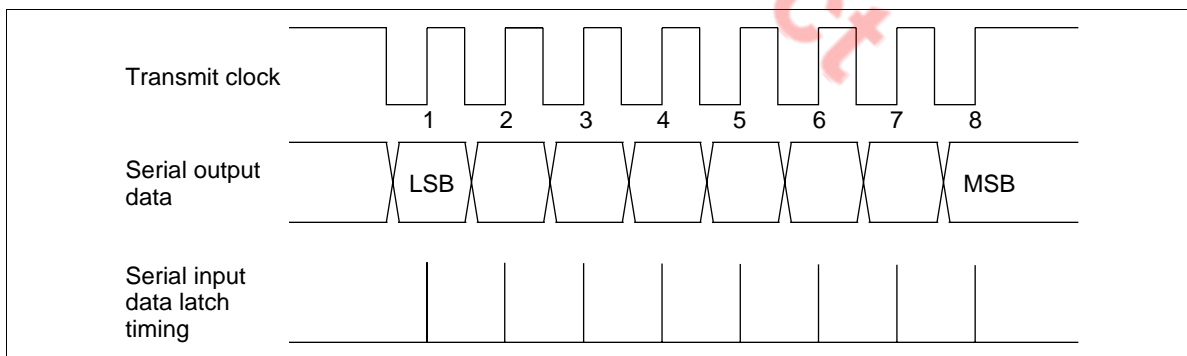 ct
Transmit clock
1 2 3 4 5 6 7 8
Serial output
data
LSB
MSB
Serial input
data latch
timing